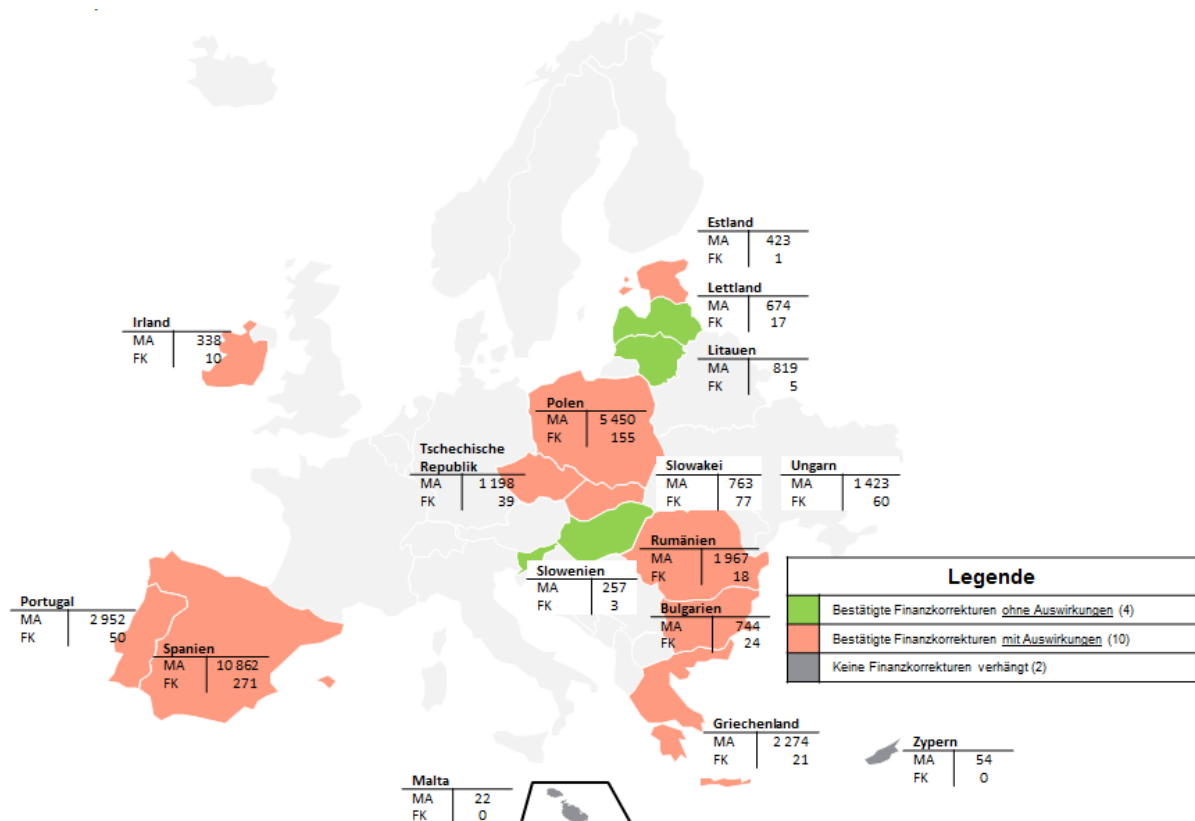 Estland
MA 423
FK 1
Lettland
MA 674
FK 17
Irland
MA 338
FK 10
Litauen
MA 819
FK 5
Polen
MA 5 450
FK 155
Tschechische
Republik
MA 1 198
FK 39
Slowakei
MA 763
FK 77
Ungarn
MA 1 423
FK 60
Rumänien
MA 1 967
FK 18
Slowenien
MA 257
FK 3
Bulgarien
MA 744
FK 24
Portugal
MA 2 952
FK 50
Spanien
MA 10 862
FK 271
Legende
Bestätigte Finanzkorrekturen ohne Auswirkungen (4)
Bestätigte Finanzkorrekturen mit Auswirkungen (10)
Keine Finanzkorrekturen verhängt (2)
Griechenland
MA 2 274
FK 21
Zypern
MA 54
FK 0
Malta
MA 22
FK 0